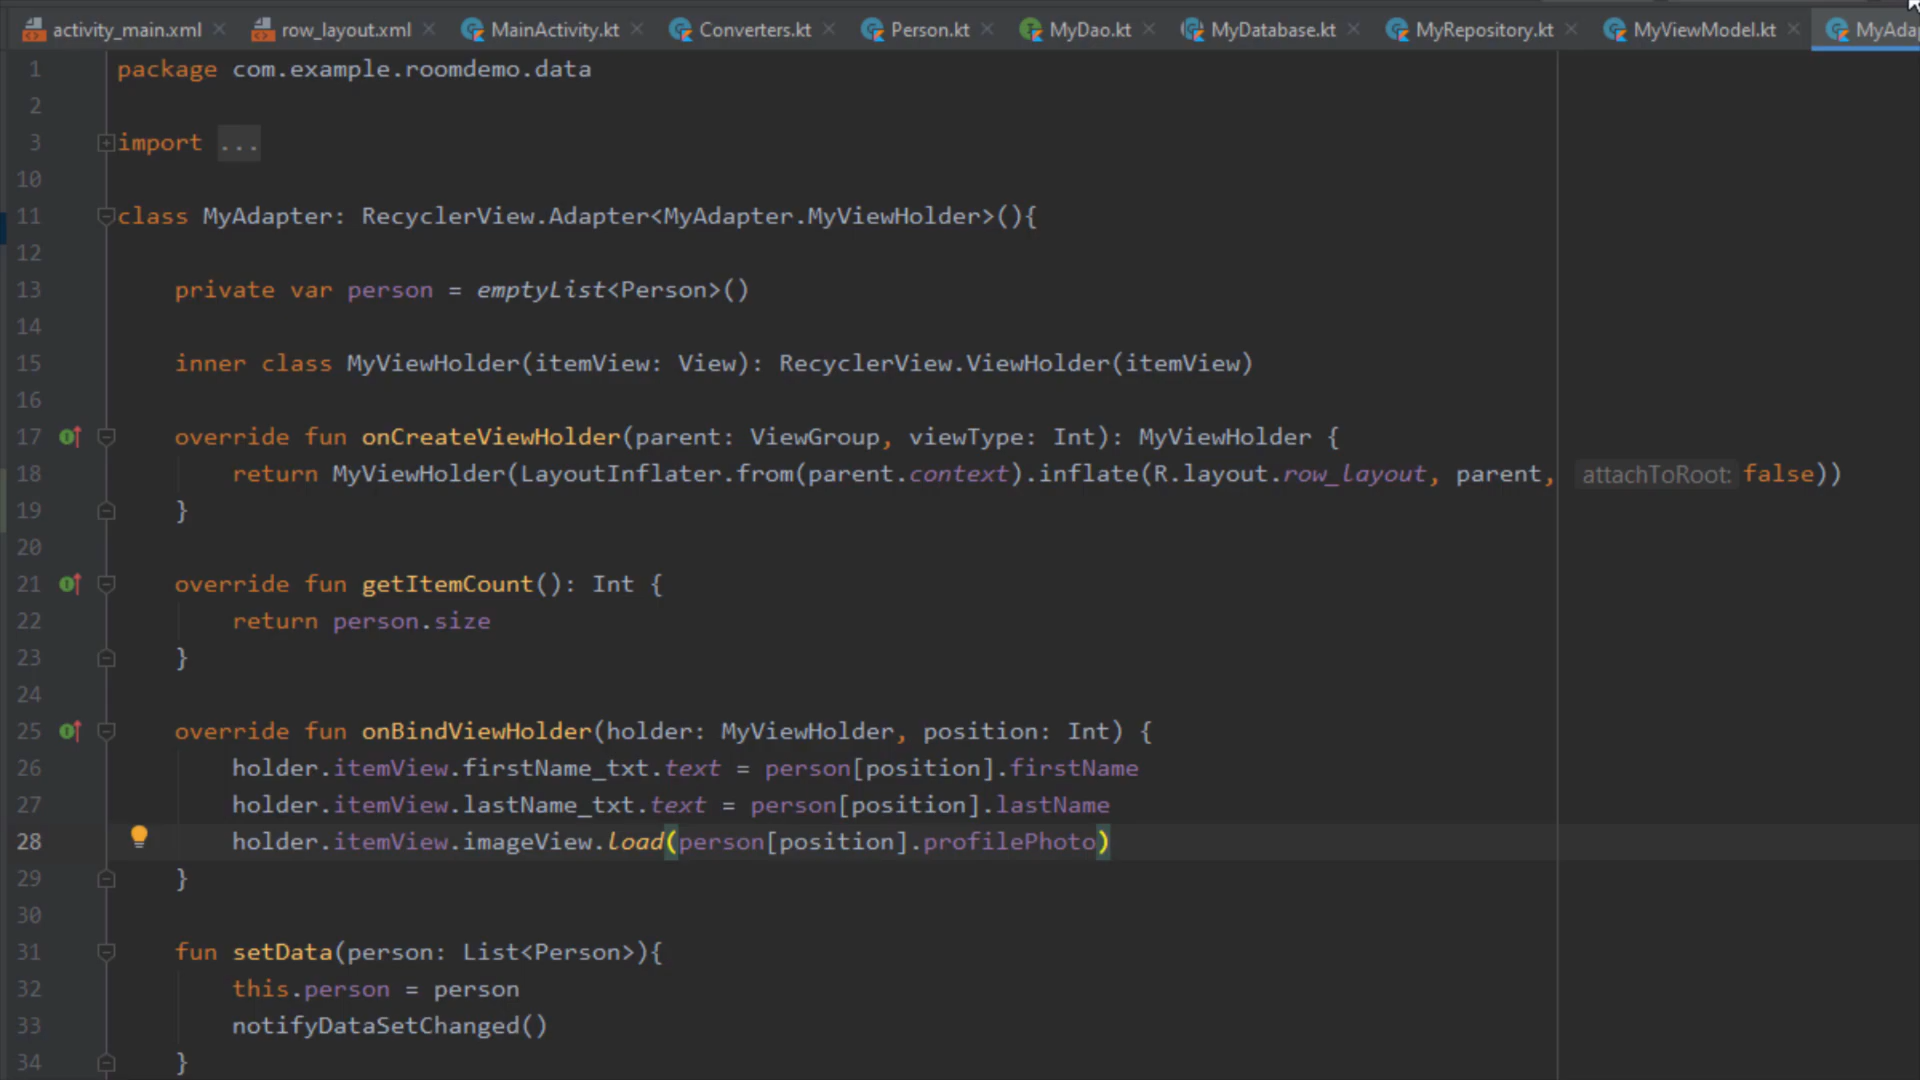 activity_main.xml row_layout.xml MainActivity.kt Converters.kt Person.kt MyDao.kt MyDatabase.kt MyRepository.kt MyViewModel.kt MyAda
1 package com.example.roomdemo.data
2
3 import ...
10
11 class MyAdapter: RecyclerView.Adapter<MyAdapter.MyViewHolder>(){
12
13 private var person = emptyList<Person>()
14
15 inner class MyViewHolder(itemView: View): RecyclerView.ViewHolder(itemView)
16
17 override fun onCreateViewHolder(parent: ViewGroup, viewType: Int): MyViewHolder {
18 return MyViewHolder(LayoutInflater.from(parent.context).inflate(R.layout.row_layout, parent, attachToRoot: false))
19 }
20
21 override fun getItemCount(): Int {
22 return person.size
23 }
24
25 override fun onBindViewHolder(holder: MyViewHolder, position: Int) {
26 holder.itemView.firstName_txt.text = person[position].firstName
27 holder.itemView.lastName_txt.text = person[position].lastName
28 holder.itemView.imageView.load(person[position].profilePhoto)
29 }
30
31 fun setData(person: List<Person>){
32 this.person = person
33 notifyDataSetChanged()
34 }